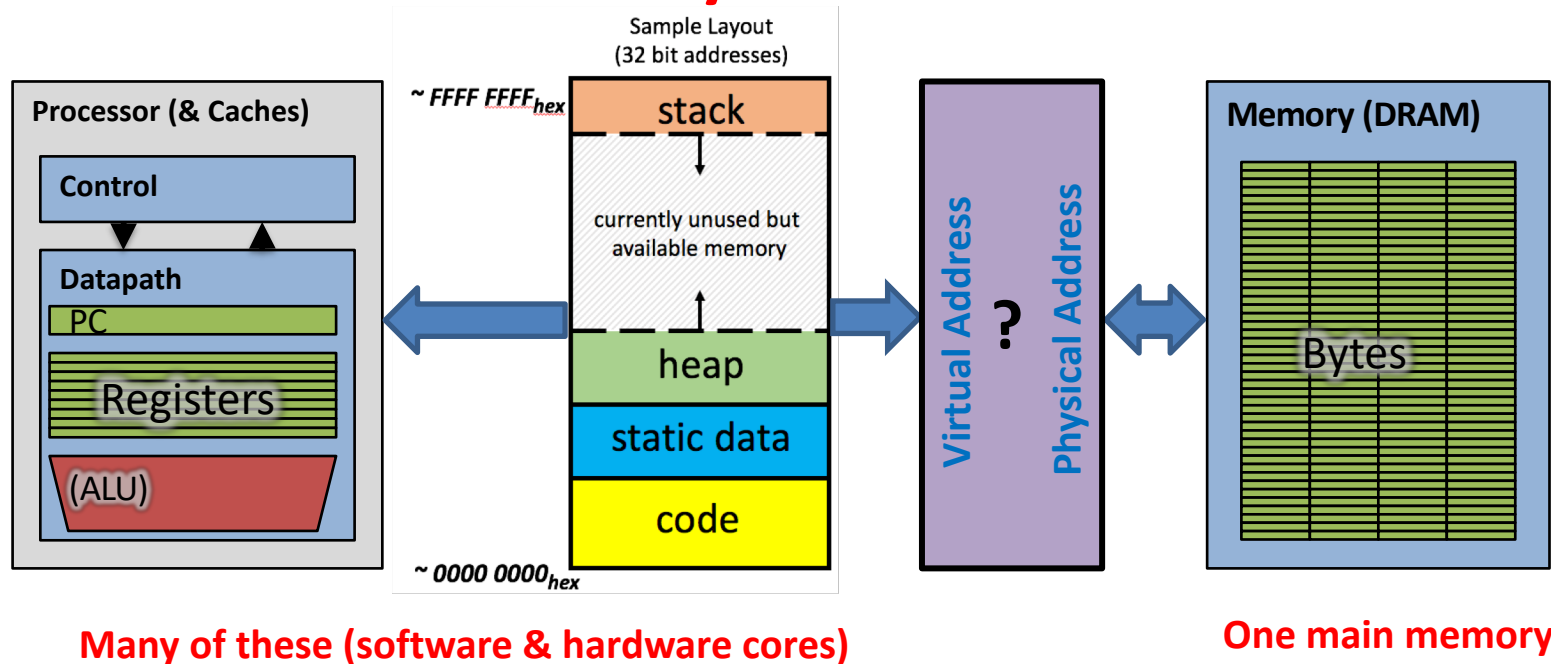 Sample Layout
(32 bit addresses)
Processor (& Caches)
Control
Datapath
PC
Registers
(ALU)
~ FFFF FFFFhex
stack
currently unused but
available memory
heap
static data
code
~ 0000 0000hex
Virtual Address
?
Physical Address
Memory (DRAM)
Bytes
Many of these (software & hardware cores)
One main memory